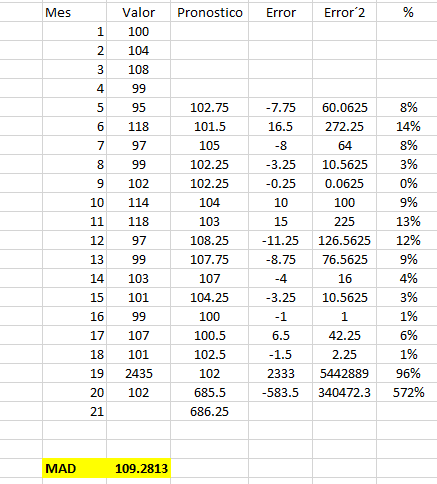 Mes Valor Pronostico Error Error´2 %
1 100
2 104
3 108
4 99
5 95 102.75 -7.75 60.0625 8%
6 118 101.5 16.5 272.25 14%
7 97 105 -8 64 8%
8 99 102.25 -3.25 10.5625 3%
9 102 102.25 -0.25 0.0625 0%
10 114 104 10 100 9%
11 118 103 15 225 13%
12 97 108.25 -11.25 126.5625 12%
13 99 107.75 -8.75 76.5625 9%
14 103 107 -4 16 4%
15 101 104.25 -3.25 10.5625 3%
16 99 100 -1 1 1%
17 107 100.5 6.5 42.25 6%
18 101 102.5 -1.5 2.25 1%
19 2435 102 2333 5442889 96%
20 102 685.5 -583.5 340472.3 572%
21 686.25
MAD 109.2813